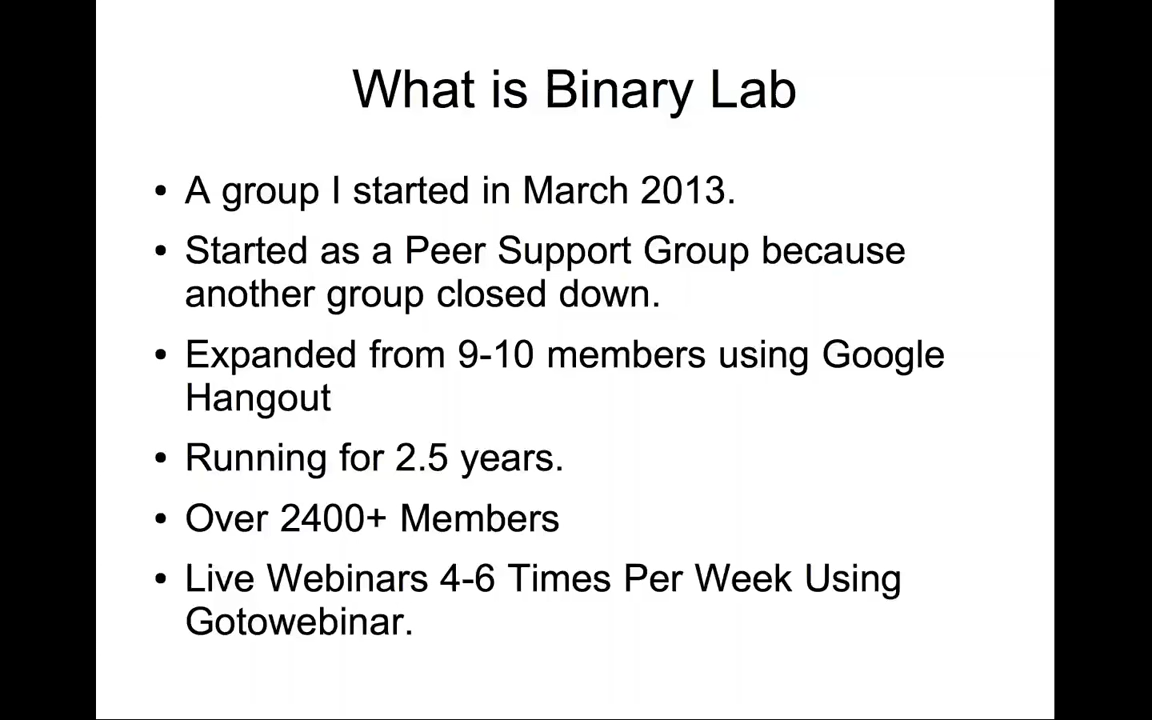 What is Binary Lab
• A group I started in March 2013.
• Started as a Peer Support Group because
another group closed down.
• Expanded from 9-10 members using Google
Hangout
• Running for 2.5 years.
• Over 2400+ Members
• Live Webinars 4-6 Times Per Week Using
Gotowebinar.